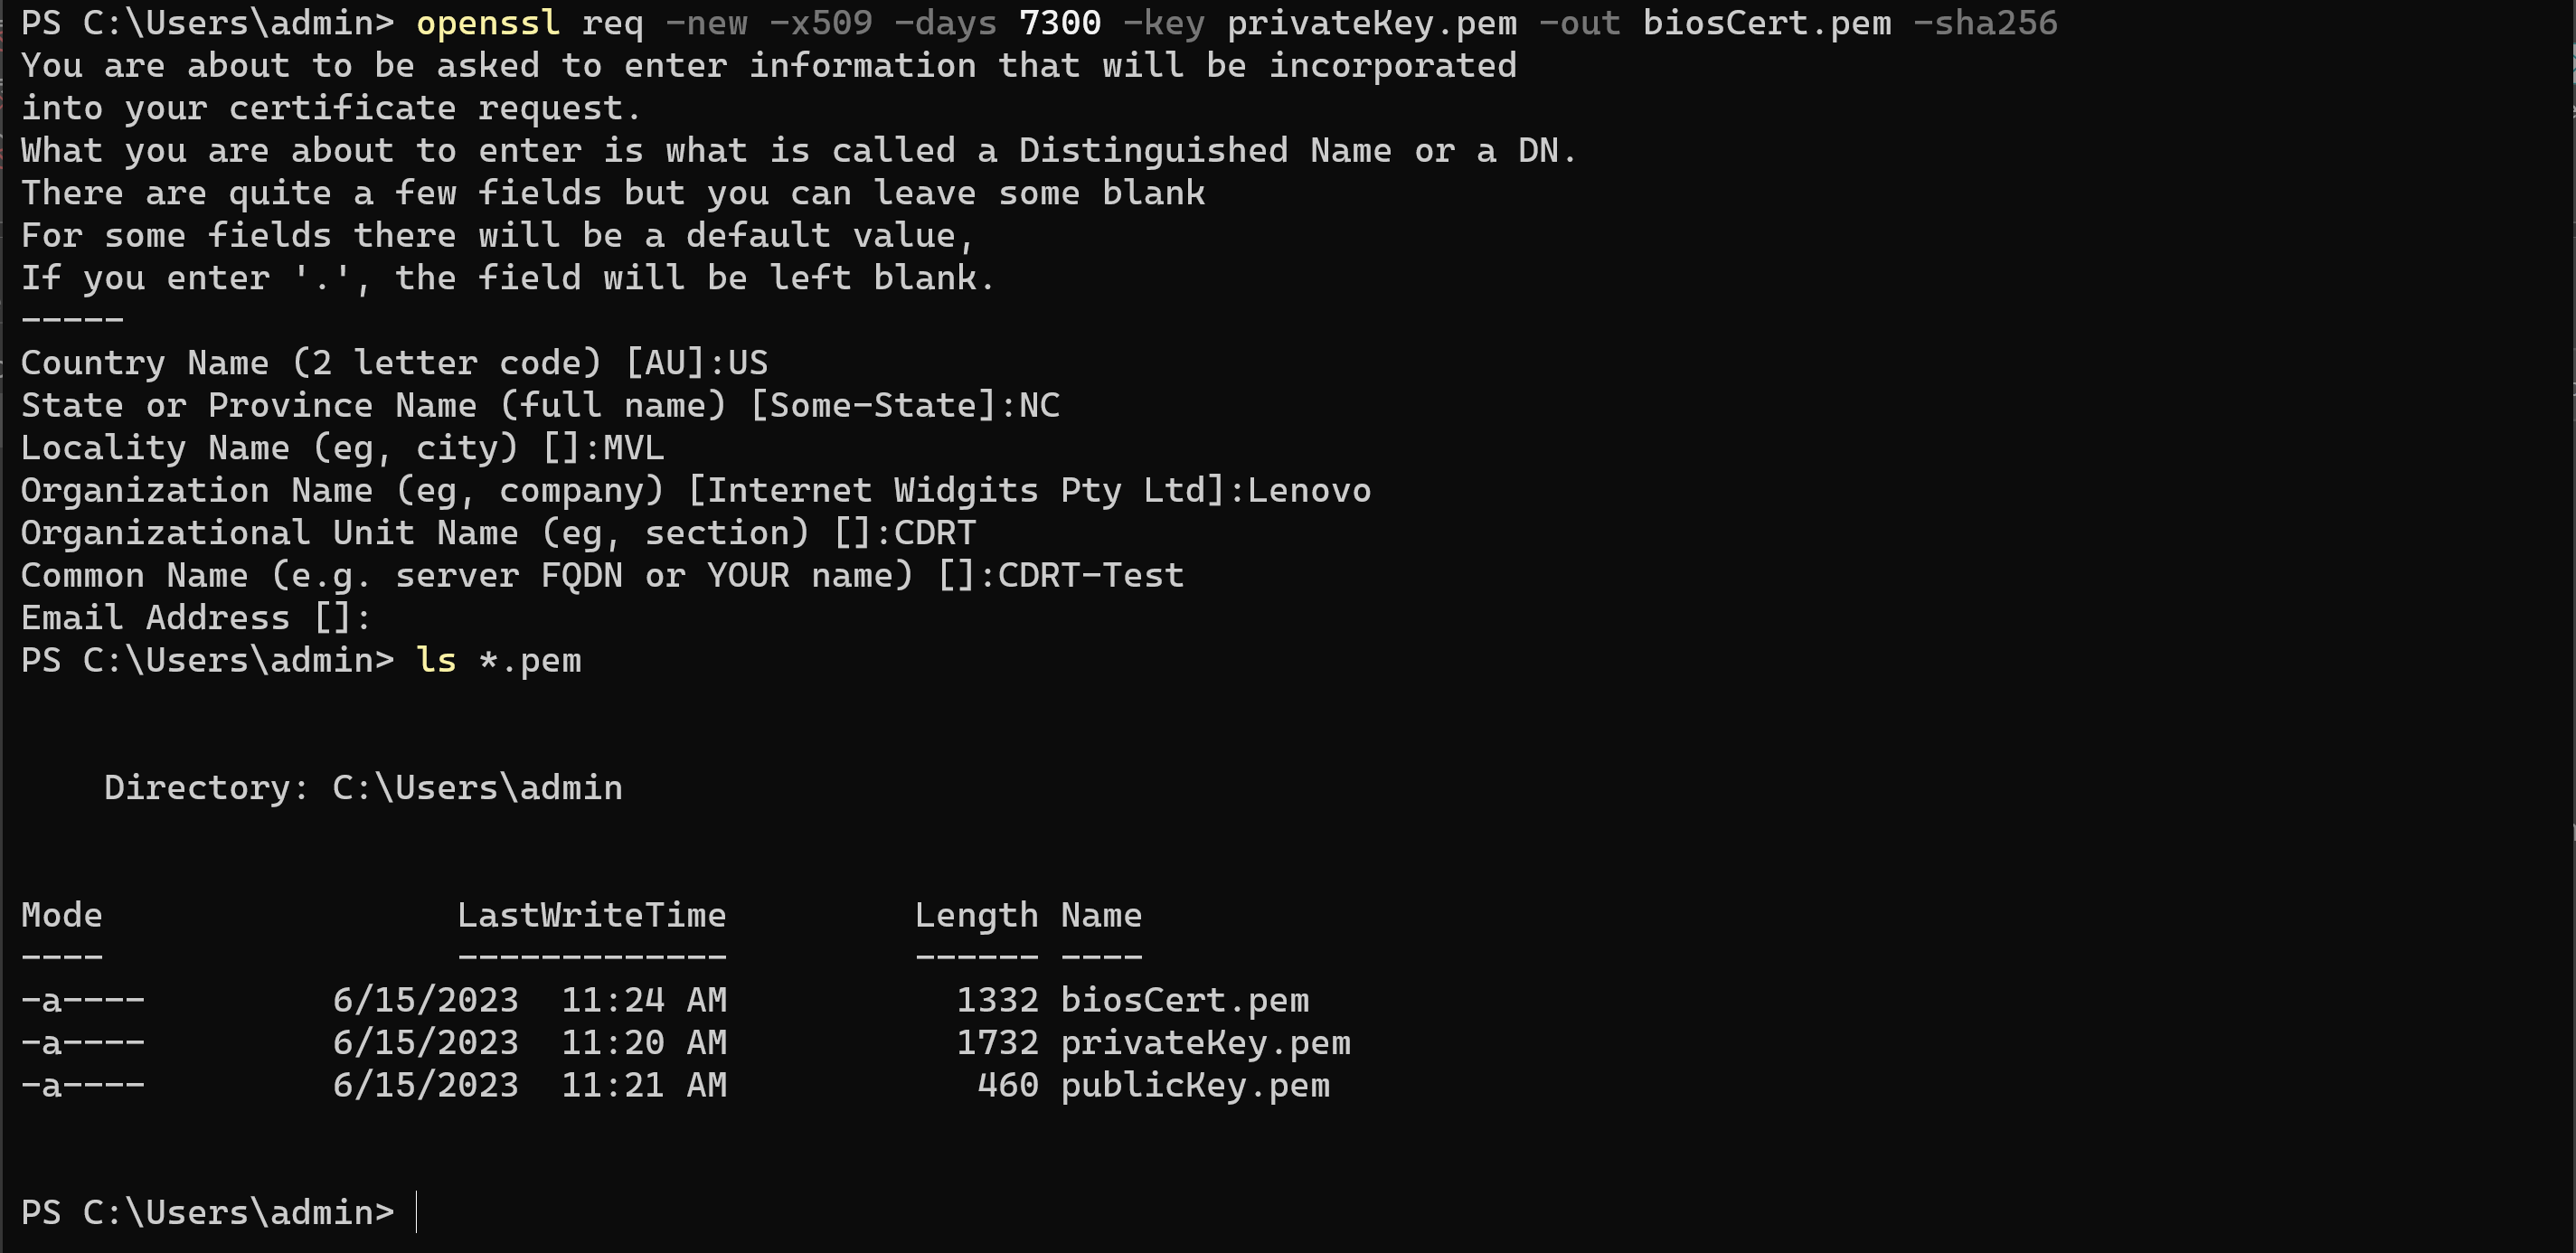 PS C:\Users\admin> openssl req -new -x509 -days 7300 -key privateKey.pem -out biosCert.pem -sha256
You are about to be asked to enter information that will be incorporated
into your certificate request.
What you are about to enter is what is called a Distinguished Name or a DN.
There are quite a few fields but you can leave some blank
For some fields there will be a default value,
If you enter '.', the field will be left blank.
-----
Country Name (2 letter code) [AU]:US
State or Province Name (full name) [Some-State]:NC
Locality Name (eg, city) []:MVL
Organization Name (eg, company) [Internet Widgits Pty Ltd]:Lenovo
Organizational Unit Name (eg, section) []:CDRT
Common Name (e.g. server FQDN or YOUR name) []:CDRT-Test
Email Address []:
PS C:\Users\admin> ls *.pem
    Directory: C:\Users\admin
Mode                 LastWriteTime         Length Name
----                 -------------         ------ ----
-a----         6/15/2023  11:24 AM           1332 biosCert.pem
-a----         6/15/2023  11:20 AM           1732 privateKey.pem
-a----         6/15/2023  11:21 AM            460 publicKey.pem
PS C:\Users\admin>